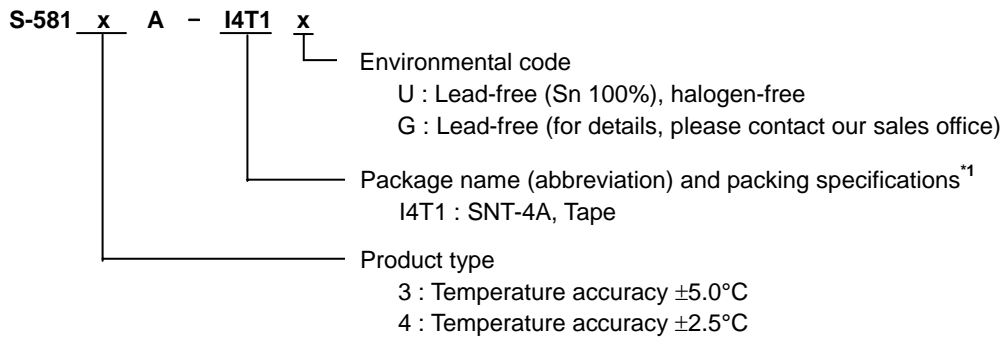 S-581 x A − I4T1 x
Environmental code
U : Lead-free (Sn 100%), halogen-free
G : Lead-free (for details, please contact our sales office)
Package name (abbreviation) and packing specifications*1
I4T1 : SNT-4A, Tape
Product type
3 : Temperature accuracy ±5.0°C
4 : Temperature accuracy ±2.5°C